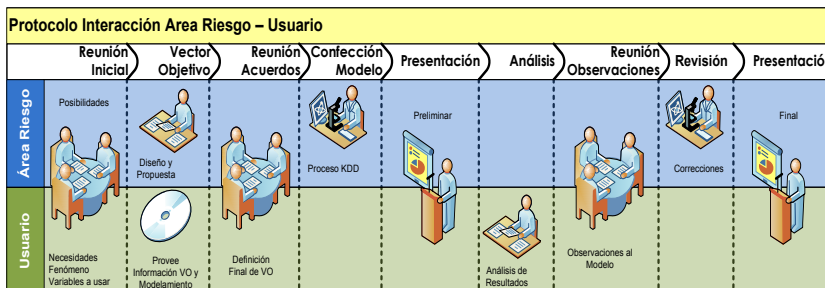 Protocolo Interacción Area Riesgo – Usuario
Reunión
Inicial
Vector
Objetivo
Reunión
Acuerdos
Confección
Modelo
Presentación
Análisis
Reunión
Observaciones
Revisión
Presentació
Área Riesgo
Posibilidades
Diseño y
Propuesta
Proceso KDD
Preliminar
Correcciones
Final
Usuario
Necesidades
Fenómeno
Variables a usar
Provee
Información VO y
Modelamiento
Definición
Final de VO
Análisis de
Resultados
Observaciones al
Modelo